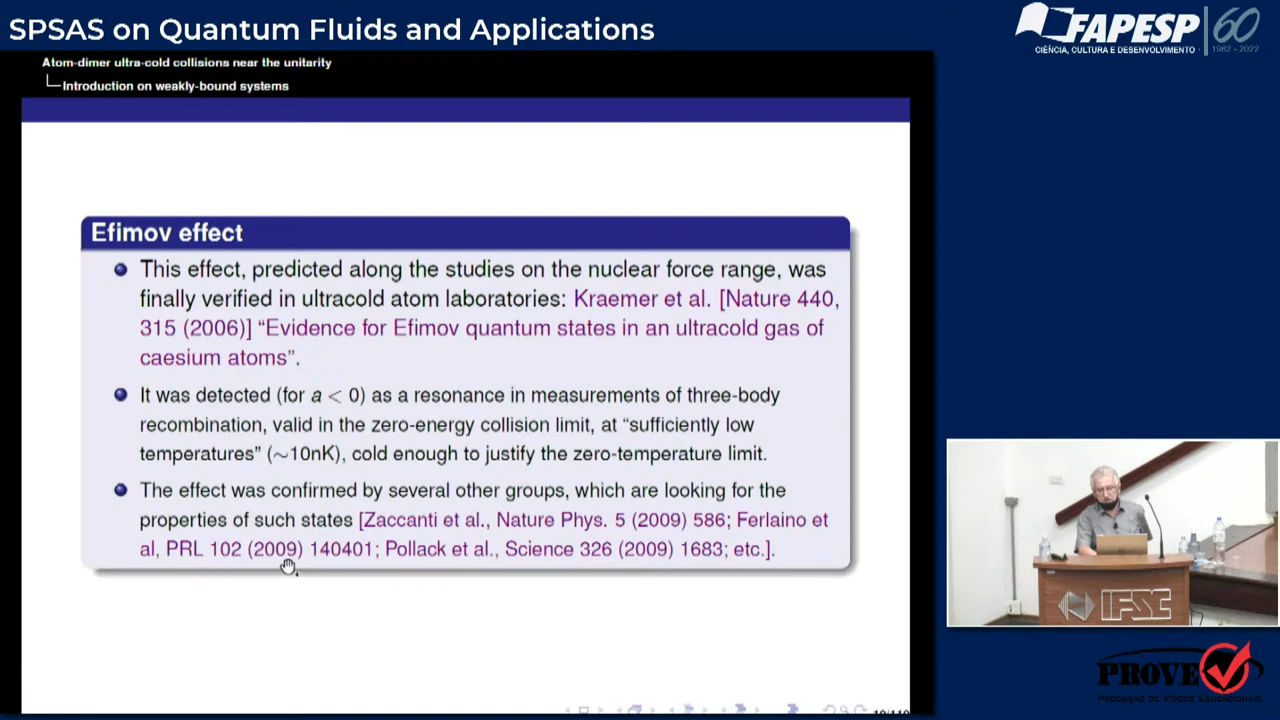 SPSAS on Quantum Fluids and Applications
FAPESP 60
CIÊNCIA, CULTURA E DESENVOLVIMENTO 1962 - 2022
Atom-dimer ultra-cold collisions near the unitarity
Introduction on weakly-bound systems
Efimov effect
This effect, predicted along the studies on the nuclear force range, was
finally verified in ultracold atom laboratories: Kraemer et al. [Nature 440,
315 (2006)] “Evidence for Efimov quantum states in an ultracold gas of
caesium atoms”.
It was detected (for a < 0) as a resonance in measurements of three-body
recombination, valid in the zero-energy collision limit, at “sufficiently low
temperatures” (∼10nK), cold enough to justify the zero-temperature limit.
The effect was confirmed by several other groups, which are looking for the
properties of such states [Zaccanti et al., Nature Phys. 5 (2009) 586; Ferlaino et
al, PRL 102 (2009) 140401; Pollack et al., Science 326 (2009) 1683; etc.].
IFSC
PROVE
PRODUÇÃO DE VÍDEOS EDUCACIONAIS